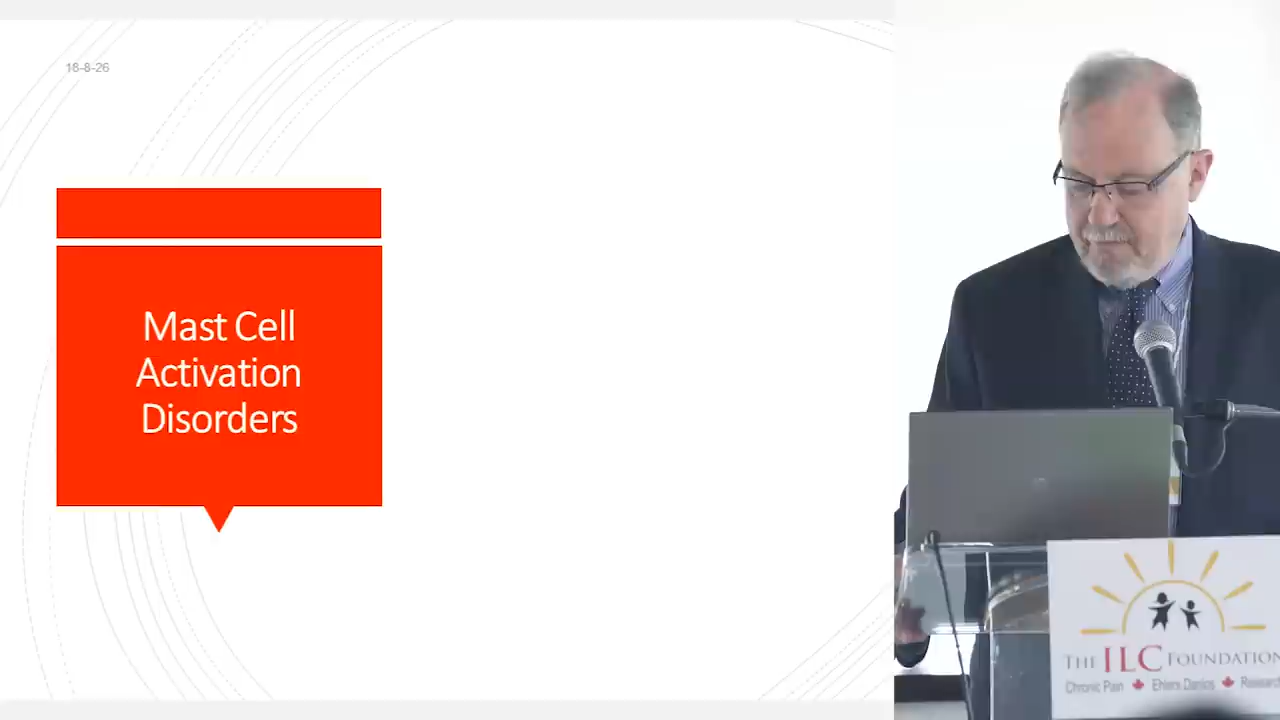 18-8-26
Mast Cell
Activation
Disorders
THE ILC FOUNDATION
Chronic Pain Ehlers Danlos Research